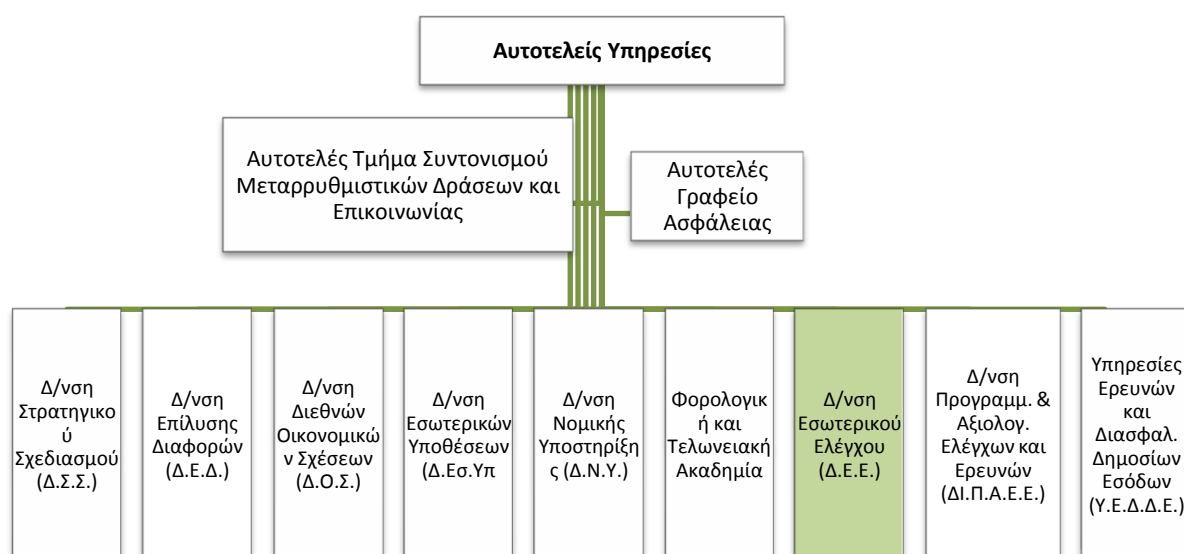 Αυτοτελείς Υπηρεσίες
Αυτοτελές Τμήμα Συντονισμού
Μεταρρυθμιστικών Δράσεων και
Επικοινωνίας
Αυτοτελές
Γραφείο
Ασφάλειας
Δ/νση
Στρατηγικο
ύ
Σχεδιασμού
(Δ.Σ.Σ.)
Δ/νση
Επίλυσης
Διαφορών
(Δ.Ε.Δ.)
Δ/νση
Διεθνών
Οικονομικώ
ν Σχέσεων
(Δ.Ο.Σ.)
Δ/νση
Εσωτερικών
Υποθέσεων
(Δ.Εσ.Υπ
Δ/νση
Νομικής
Υποστηρίξη
ς (Δ.Ν.Υ.)
Φορολογικ
ή και
Τελωνειακή
Ακαδημία
Δ/νση
Εσωτερικού
Ελέγχου
(Δ.Ε.Ε.)
Δ/νση
Προγραμμ. &
Αξιολογ.
Ελέγχων και
Ερευνών
(ΔΙ.Π.Α.Ε.Ε.)
Υπηρεσίες
Ερευνών
και
Διασφαλ.
Δημοσίων
Εσόδων
(Υ.Ε.Δ.Δ.Ε.)